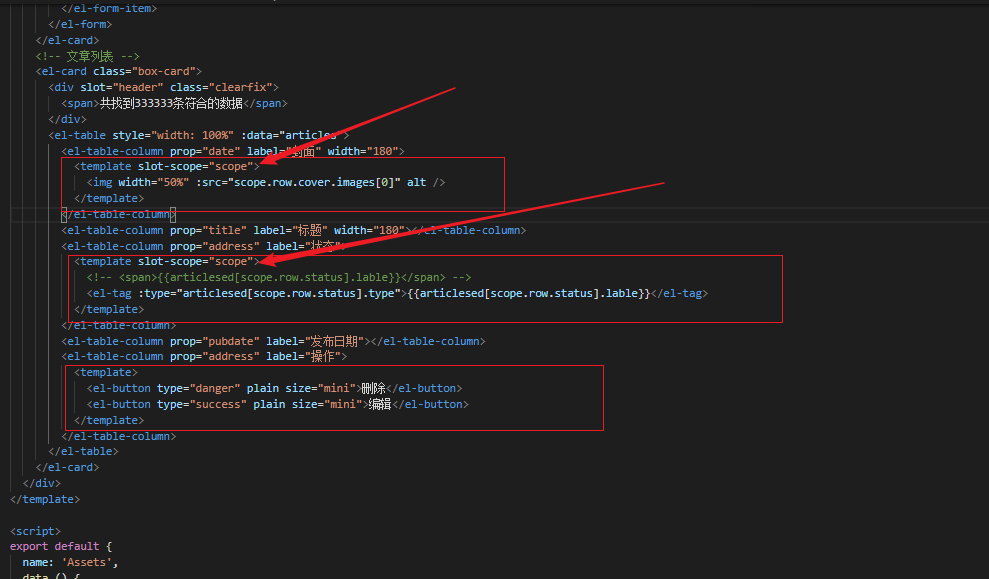 </el-form-item>
</el-form>
</el-card>
<!-- 文章列表 -->
<el-card class="box-card">
<div slot="header" class="clearfix">
<span>共找到333333条符合的数据</span>
</div>
<el-table style="width: 100%" :data="articles">
<el-table-column prop="date" label="封面" width="180">
<template slot-scope="scope">
<img width="50%" :src="scope.row.cover.images[0]" alt />
</template>
</el-table-column>
<el-table-column prop="title" label="标题" width="180"></el-table-column>
<el-table-column prop="address" label="状态">
<template slot-scope="scope">
<!-- <span>{{articlesed[scope.row.status].lable}}</span> -->
<el-tag :type="articlesed[scope.row.status].type">{{articlesed[scope.row.status].lable}}</el-tag>
</template>
</el-table-column>
<el-table-column prop="pubdate" label="发布日期"></el-table-column>
<el-table-column prop="address" label="操作">
<template>
<el-button type="danger" plain size="mini">删除</el-button>
<el-button type="success" plain size="mini">编辑</el-button>
</template>
</el-table-column>
</el-table>
</el-card>
</div>
</template>
<script>
export default {
name: 'Assets',
data () {